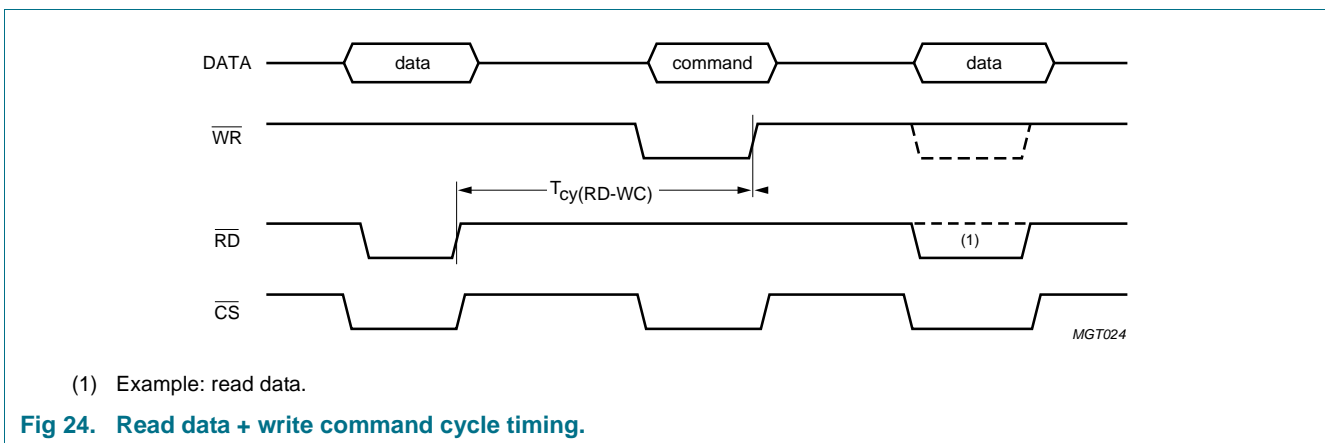 DATA
data
command
data
WR
Tcy(RD-WC)
RD
(1)
CS
MGT024
(1) Example: read data.
Fig 24. Read data + write command cycle timing.